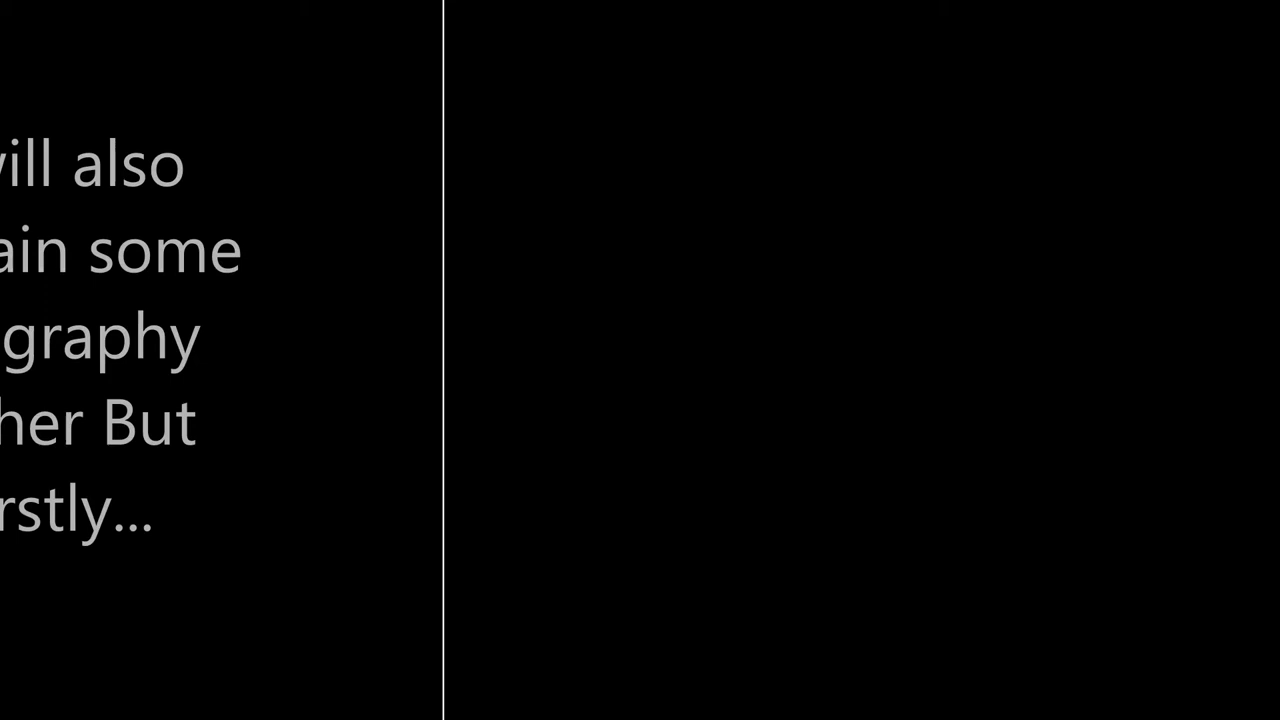 ill also
ain some
graphy
her But
rstly...